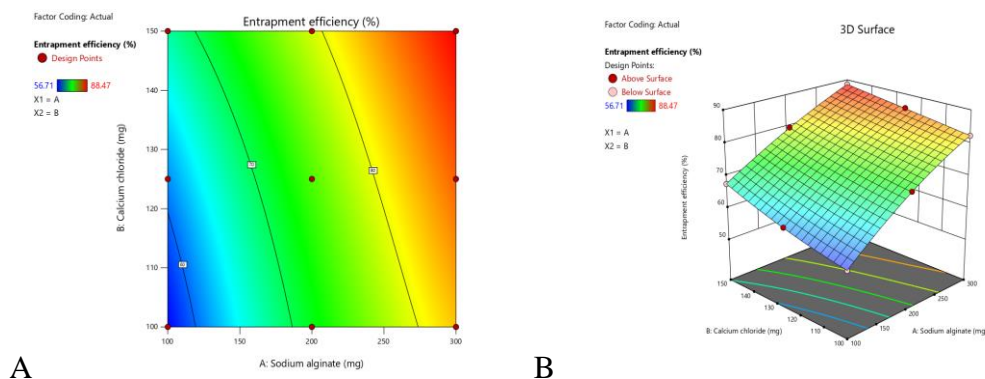 Factor Coding: Actual
Entrapment efficiency (%)
Design Points
56.71 88.47
X1 = A
X2 = B
Entrapment efficiency (%)
150
140
130
120
110
100
60
70
80
100 150 200 250 300
B: Calcium chloride (mg)
A: Sodium alginate (mg)
A
Factor Coding: Actual
3D Surface
Entrapment efficiency (%)
Design Points:
Above Surface
Below Surface
56.71 88.47
X1 = A
X2 = B
90
80
70
60
50
Entrapment efficiency (%)
150
140
130
120
110
100
B: Calcium chloride (mg)
300
250
200
150
100
A: Sodium alginate (mg)
B